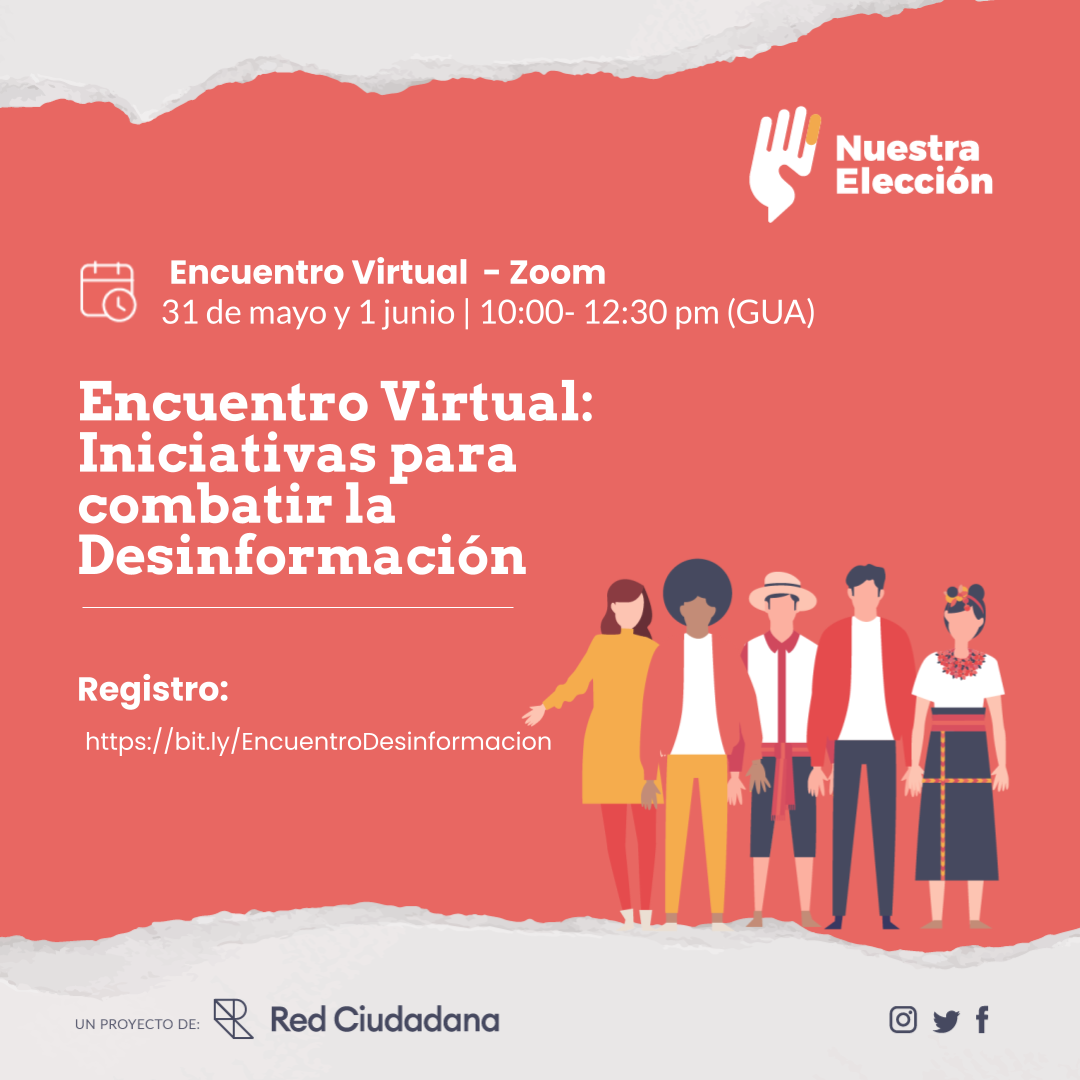 Nuestra
Elección
Encuentro Virtual - Zoom
31 de mayo y 1 junio | 10:00- 12:30 pm (GUA)
Encuentro Virtual:
Iniciativas para
combatir la
Desinformación
Registro:
https://bit.ly/EncuentroDesinformacion
UN PROYECTO DE:
Red Ciudadana